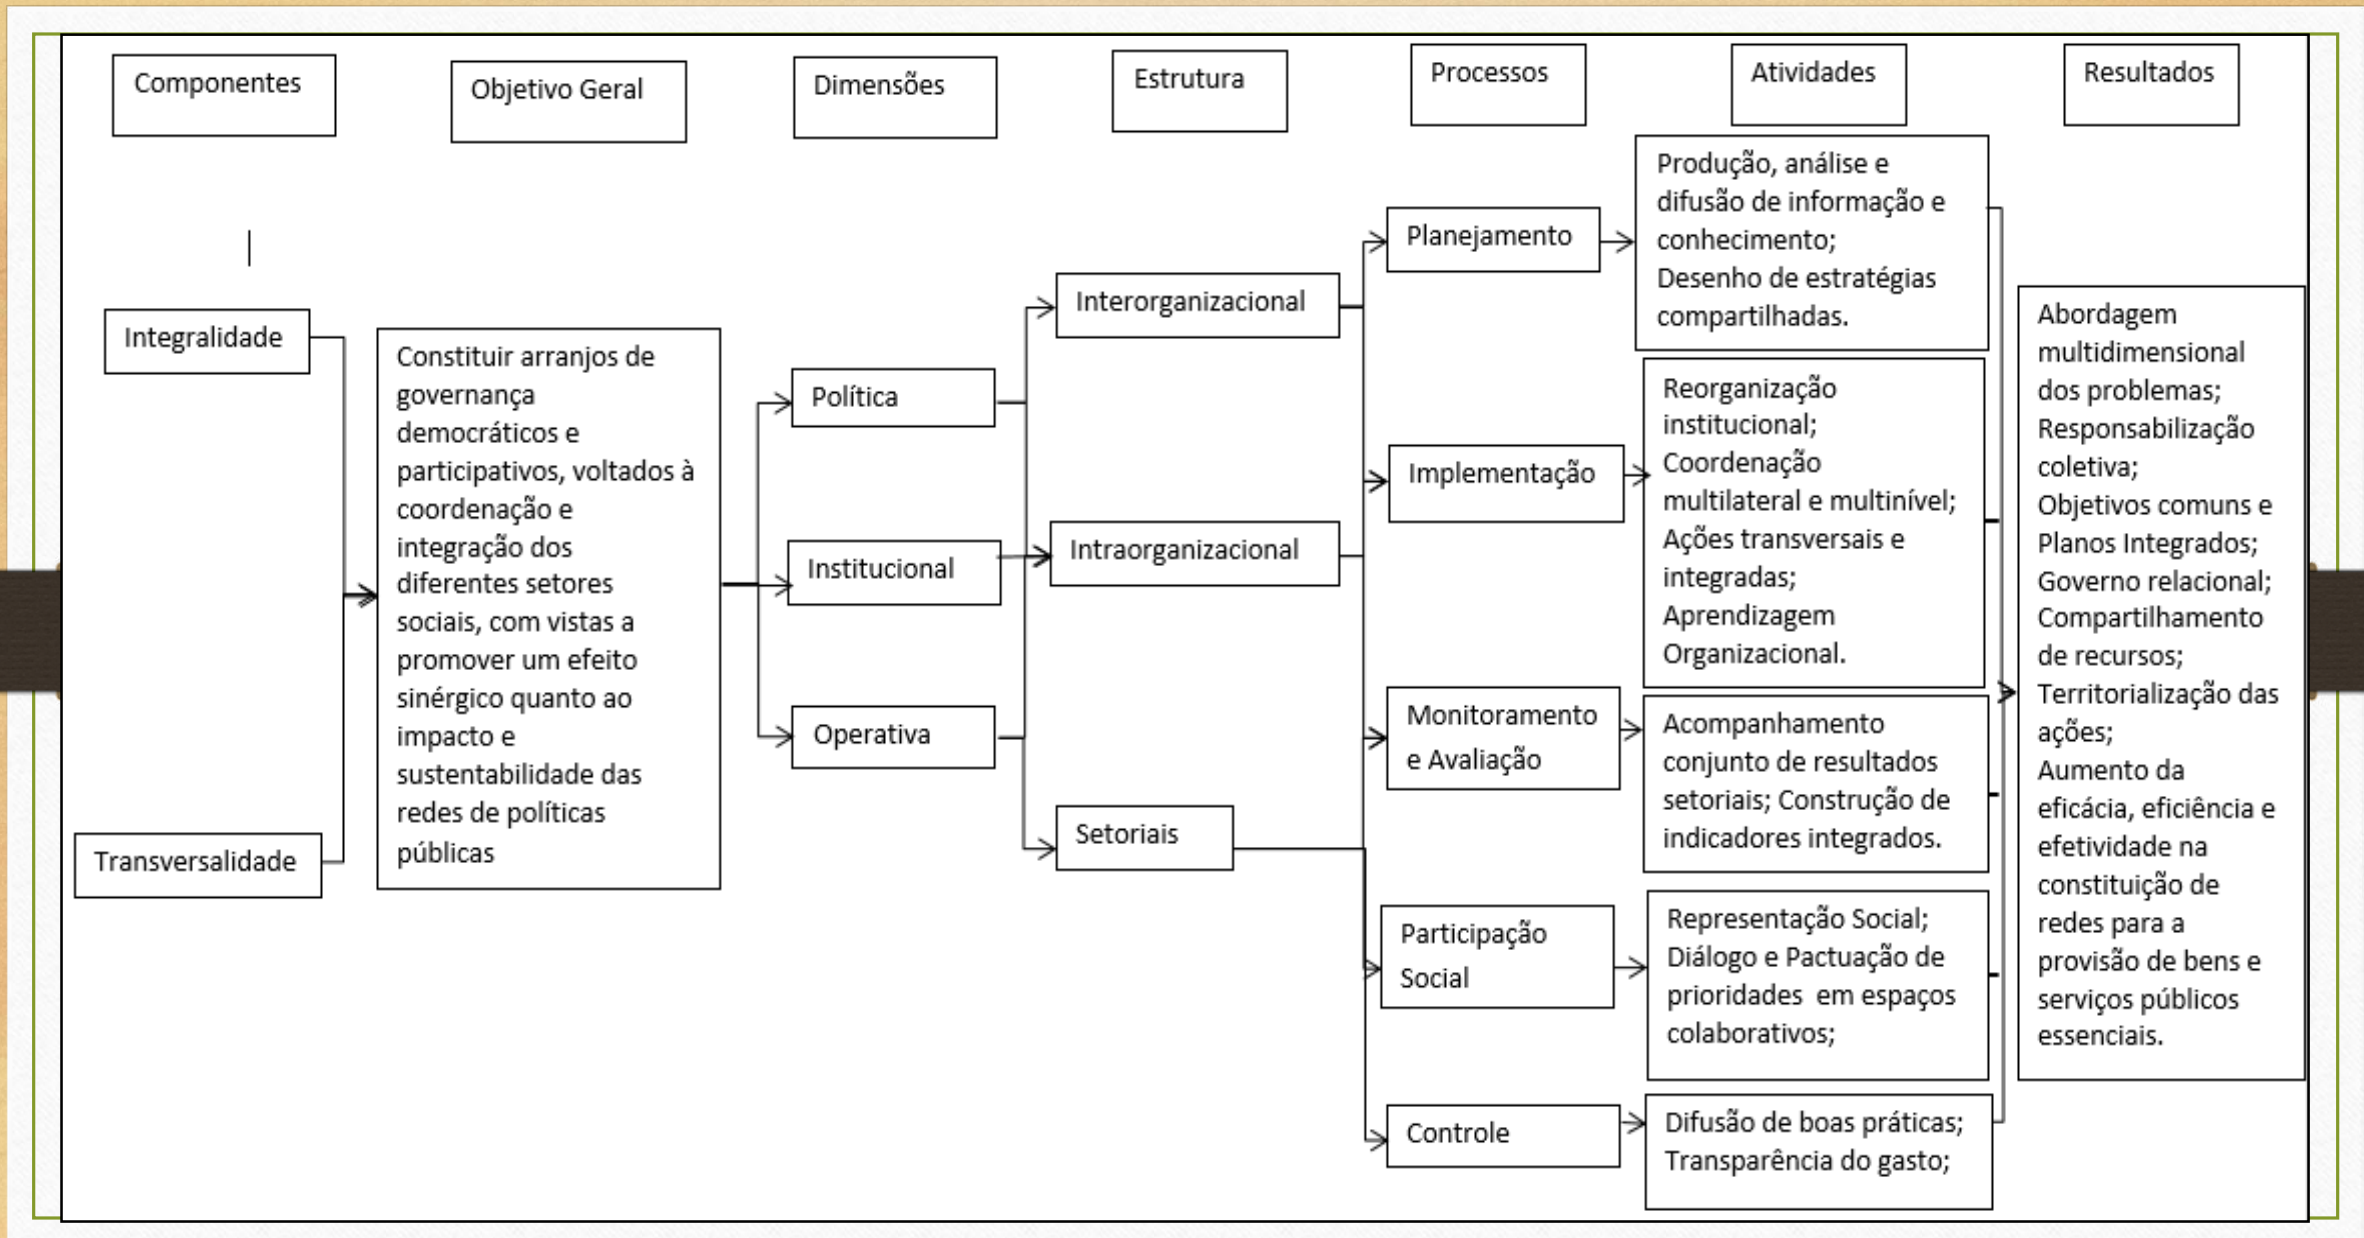 Componentes
Objetivo Geral
Dimensões
Estrutura
Processos
Atividades
Resultados
Integralidade
Transversalidade
Constituir arranjos de
governança
democráticos e
participativos, voltados à
coordenação e
integração dos
diferentes setores
sociais, com vistas a
promover um efeito
sinérgico quanto ao
impacto e
sustentabilidade das
redes de políticas
públicas
Política
Institucional
Operativa
Interorganizacional
Intraorganizacional
Setoriais
Planejamento
Implementação
Monitoramento
e Avaliação
Participação
Social
Controle
Produção, análise e
difusão de informação e
conhecimento;
Desenho de estratégias
compartilhadas.
Reorganização
institucional;
Coordenação
multilateral e multinível;
Ações transversais e
integradas;
Aprendizagem
Organizacional.
Acompanhamento
conjunto de resultados
setoriais; Construção de
indicadores integrados.
Representação Social;
Diálogo e Pactuação de
prioridades  em espaços
colaborativos;
Difusão de boas práticas;
Transparência do gasto;
Abordagem
multidimensional
dos problemas;
Responsabilização
coletiva;
Objetivos comuns e
Planos Integrados;
Governo relacional;
Compartilhamento
de recursos;
Territorialização das
ações;
Aumento da
eficácia, eficiência e
efetividade na
constituição de
redes para a
provisão de bens e
serviços públicos
essenciais.